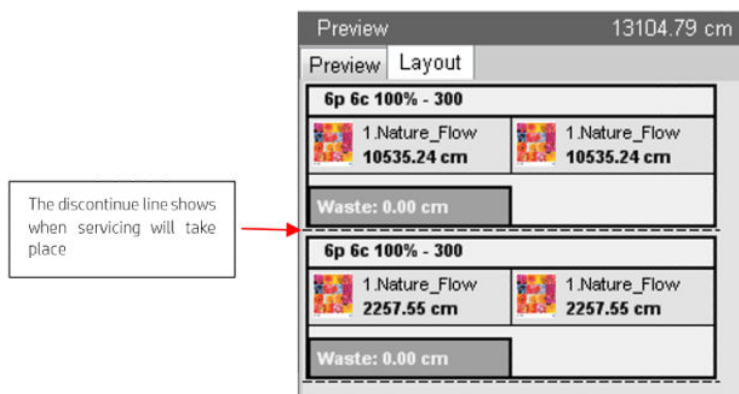 Preview 13104.79 cm
Preview Layout
6p 6c 100% - 300
1.Nature_Flow 1.Nature_Flow
10535.24 cm 10535.24 cm
Waste: 0.00 cm
The discontinue line shows
when servicing will take
place
6p 6c 100% - 300
1.Nature_Flow 1.Nature_Flow
2257.55 cm 2257.55 cm
Waste: 0.00 cm